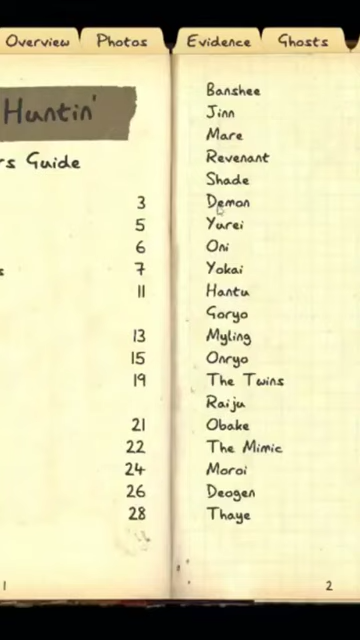 Overview Photos Evidence Ghosts
Huntin'
rs Guide
3
5
6
s 7
11
13
15
19
21
22
24
26
28
1
Banshee
Jinn
Mare
Revenant
Shade
Demon
Yurei
Oni
Yokai
Hantu
Goryo
Myling
Onryo
The Twins
Raiju
Obake
The Mimic
Moroi
Deogen
Thaye
2